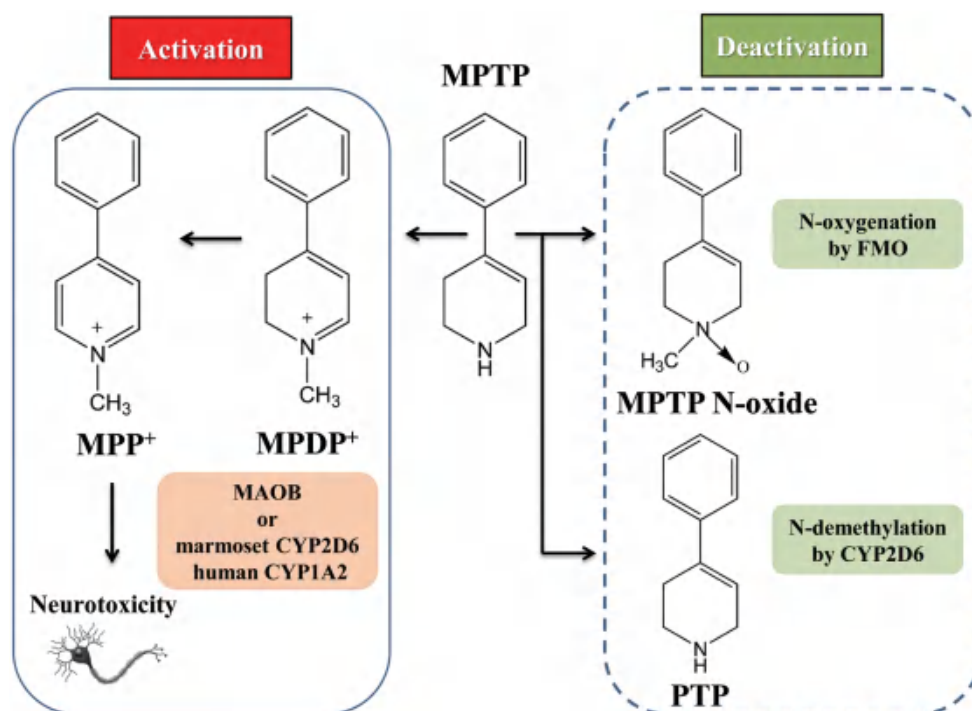 Activation
Deactivation
MPTP
N
H
+
N
CH3
MPP+
+
N
CH3
MPDP+
MAOB
or
marmoset CYP2D6
human CYP1A2
Neurotoxicity
N-oxygenation
by FMO
N
H3C
O
MPTP N-oxide
N-demethylation
by CYP2D6
N
H
PTP